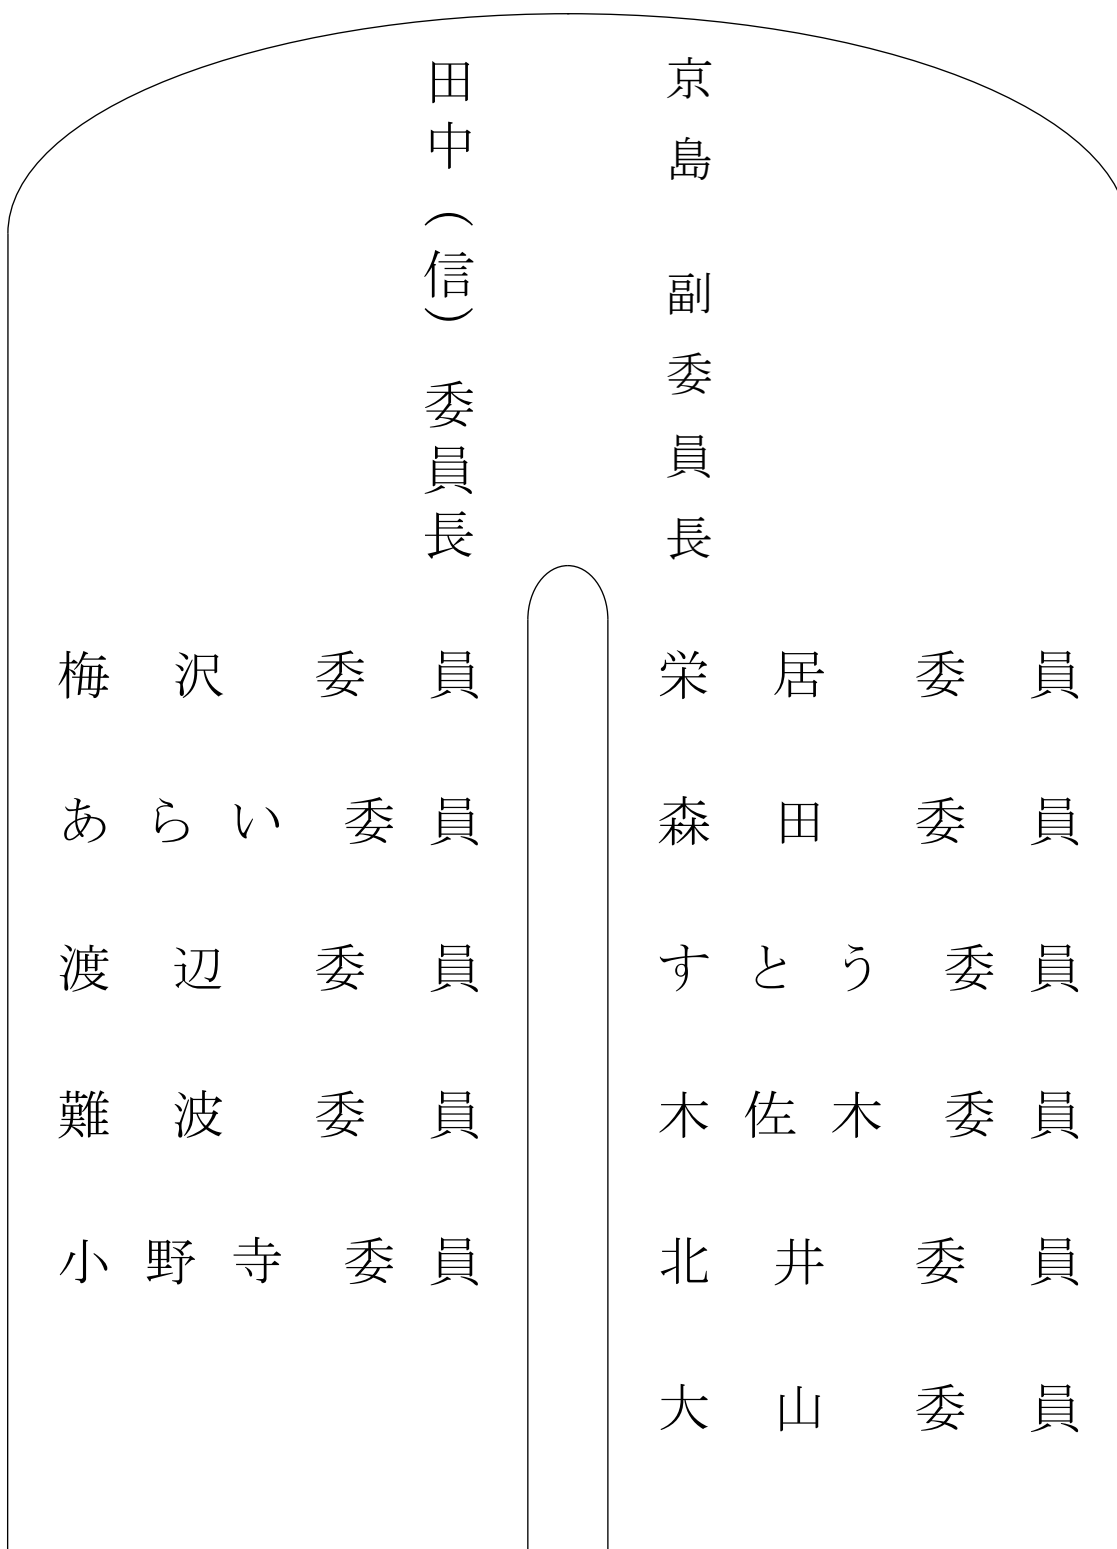 京島 副委員長
田中(信)委員長
梅沢 委員
栄居 委員
あらい 委員
森田 委員
渡辺 委員
すとう 委員
難波 委員
木佐木 委員
小野寺 委員
北井 委員
大山 委員